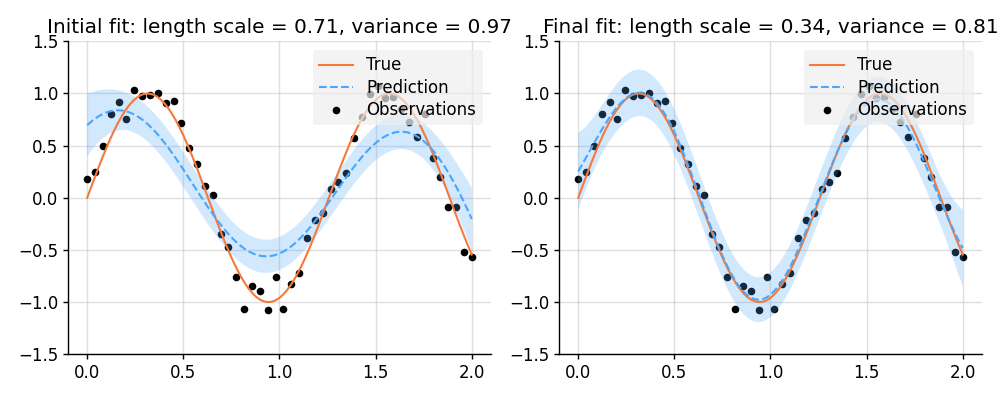 Initial fit: length scale = 0.71, variance = 0.97
1.5
1.0
0.5
0.0
−0.5
−1.0
−1.5
0.0 0.5 1.0 1.5 2.0
True
Prediction
Observations
Final fit: length scale = 0.34, variance = 0.81
1.5
1.0
0.5
0.0
−0.5
−1.0
−1.5
0.0 0.5 1.0 1.5 2.0
True
Prediction
Observations